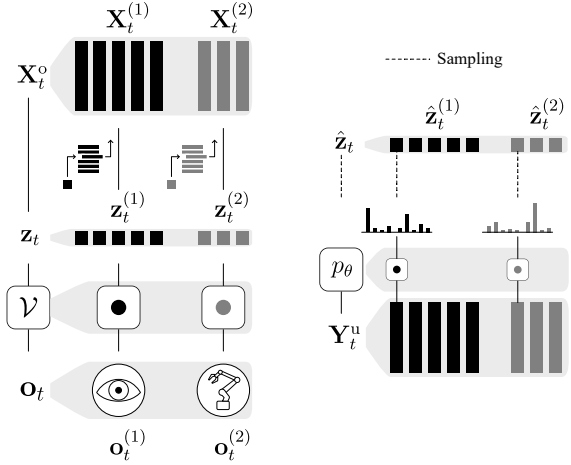 X_t^{(1)} X_t^{(2)}
X_t^o
z_t^{(1)} z_t^{(2)}
z_t
𝒱
o_t
o_t^{(1)} o_t^{(2)}
Sampling
ẑ_t^{(1)} ẑ_t^{(2)}
ẑ_t
p_θ
Y_t^u